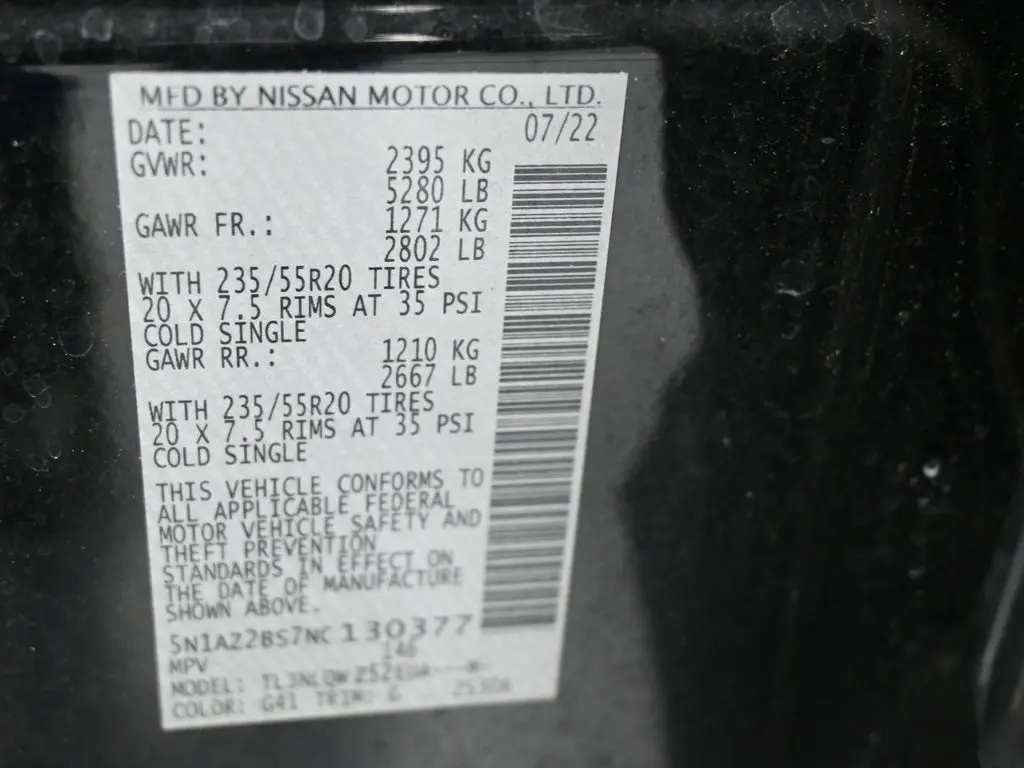 MFD BY NISSAN MOTOR CO., LTD.
DATE: 07/22
GVWR: 2395 KG
5280 LB
GAWR FR.: 1271 KG
2802 LB
WITH 235/55R20 TIRES
20 X 7.5 RIMS AT 35 PSI
COLD SINGLE
GAWR RR.: 1210 KG
2667 LB
WITH 235/55R20 TIRES
20 X 7.5 RIMS AT 35 PSI
COLD SINGLE
THIS VEHICLE CONFORMS TO
ALL APPLICABLE FEDERAL
MOTOR VEHICLE SAFETY AND
THEFT PREVENTION
STANDARDS IN EFFECT ON
THE DATE OF MANUFACTURE
SHOWN ABOVE.
5N1AZ2BS7NC130377
MPV 146
MODEL:
COLOR: G41 TRIM: G